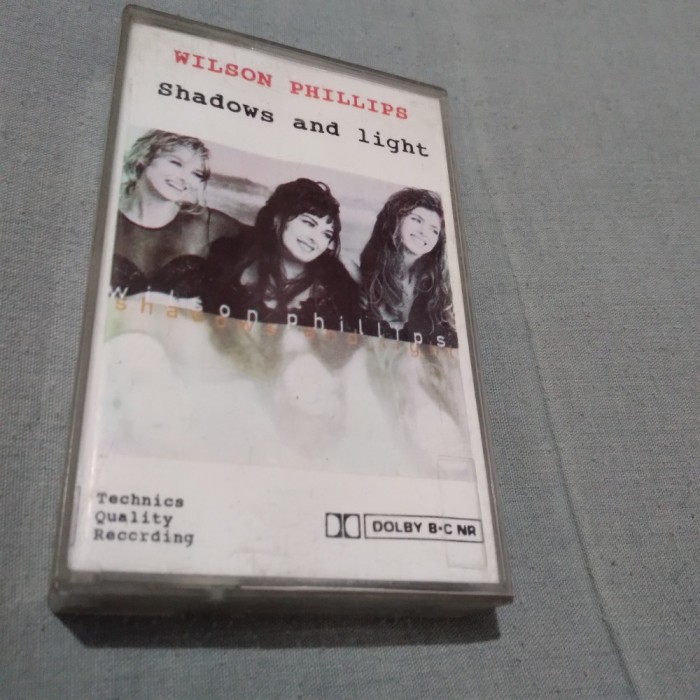 WILSON PHILLIPS
Shadows and light
wilson phillips
shadows and light
Technics
Quality
Recording
DOLBY B·C NR